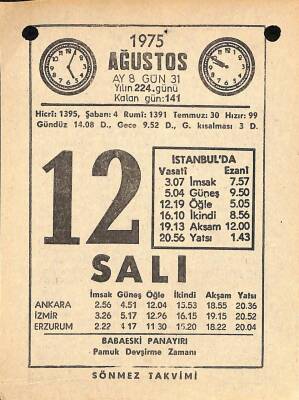 1975
AĞUSTOS
AY 8 GÜN 31
Yılın 224.günü
Kalan gün:141
Hicrî: 1395, Şaban: 4 Rumî: 1391 Temmuz: 30 Hızır: 99
Gündüz 14.08 D., Gece 9.52 D., G. kısalması 3 D.
12
İSTANBUL'DA
Vasatî Ezanî
3.07 İmsak 7.57
5.04 Güneş 9.50
12.19 Öğle 5.05
16.10 İkindi 8.56
19.13 Akşam 12.00
20.56 Yatsı 1.43
SALI
İmsak Güneş Öğle İkindi Akşam Yatsı
ANKARA 2.56 4.51 12.04 15.53 18.55 20.36
İZMİR 3.26 5.17 12.26 16.15 19.15 20.52
ERZURUM 2.22 4.17 11.30 15.20 18.22 20.04
BABAESKİ PANAYIRI
Pamuk Devşirme Zamanı
SÖNMEZ TAKVİMİ